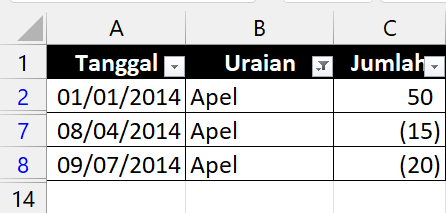 A B C
1 Tanggal Uraian Jumlah
2 01/01/2014 Apel 50
7 08/04/2014 Apel (15)
8 09/07/2014 Apel (20)
14